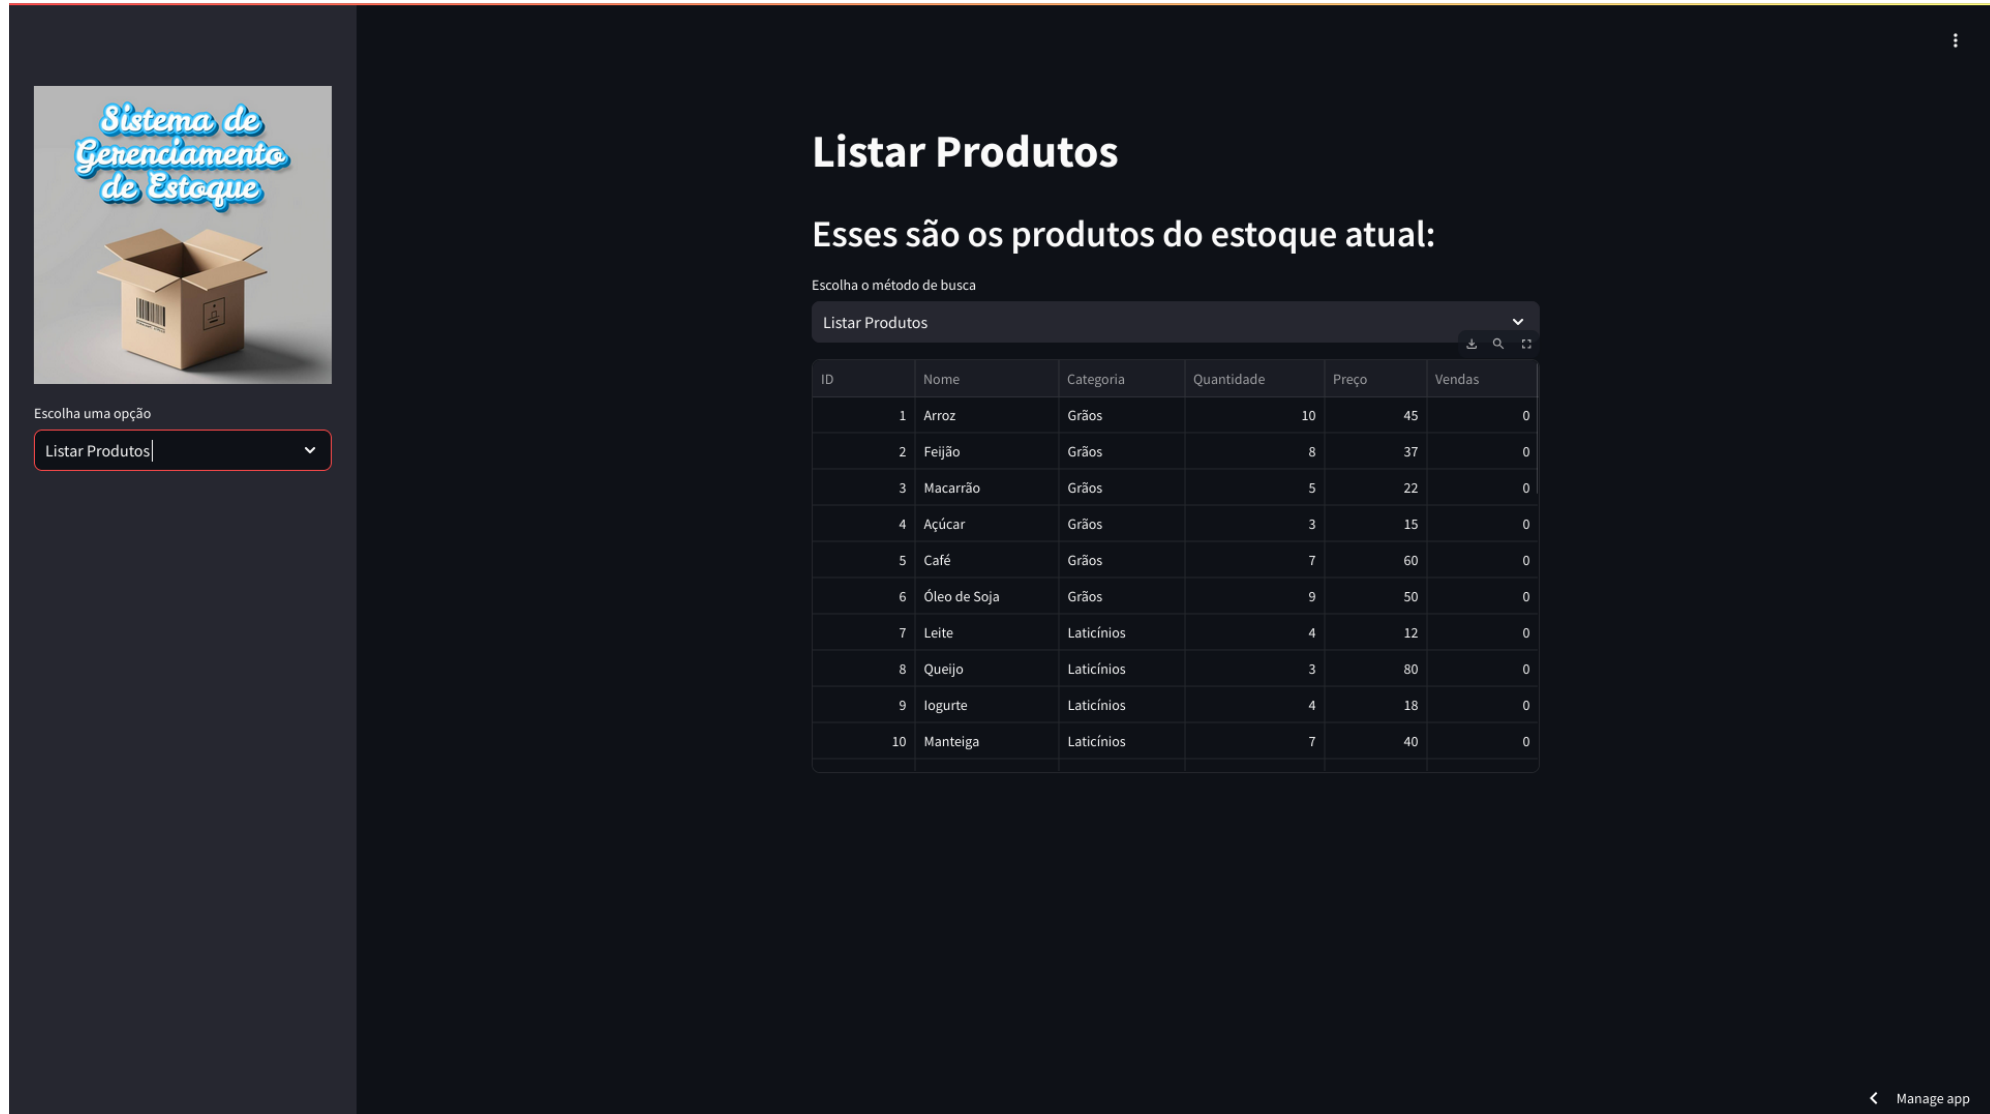 Sistema de
Gerenciamento
de Estoque
Escolha uma opção
Listar Produtos
Listar Produtos
Esses são os produtos do estoque atual:
Escolha o método de busca
Listar Produtos
ID Nome Categoria Quantidade Preço Vendas
1 Arroz Grãos 10 45 0
2 Feijão Grãos 8 37 0
3 Macarrão Grãos 5 22 0
4 Açúcar Grãos 3 15 0
5 Café Grãos 7 60 0
6 Óleo de Soja Grãos 9 50 0
7 Leite Laticínios 4 12 0
8 Queijo Laticínios 3 80 0
9 Iogurte Laticínios 4 18 0
10 Manteiga Laticínios 7 40 0
Manage app